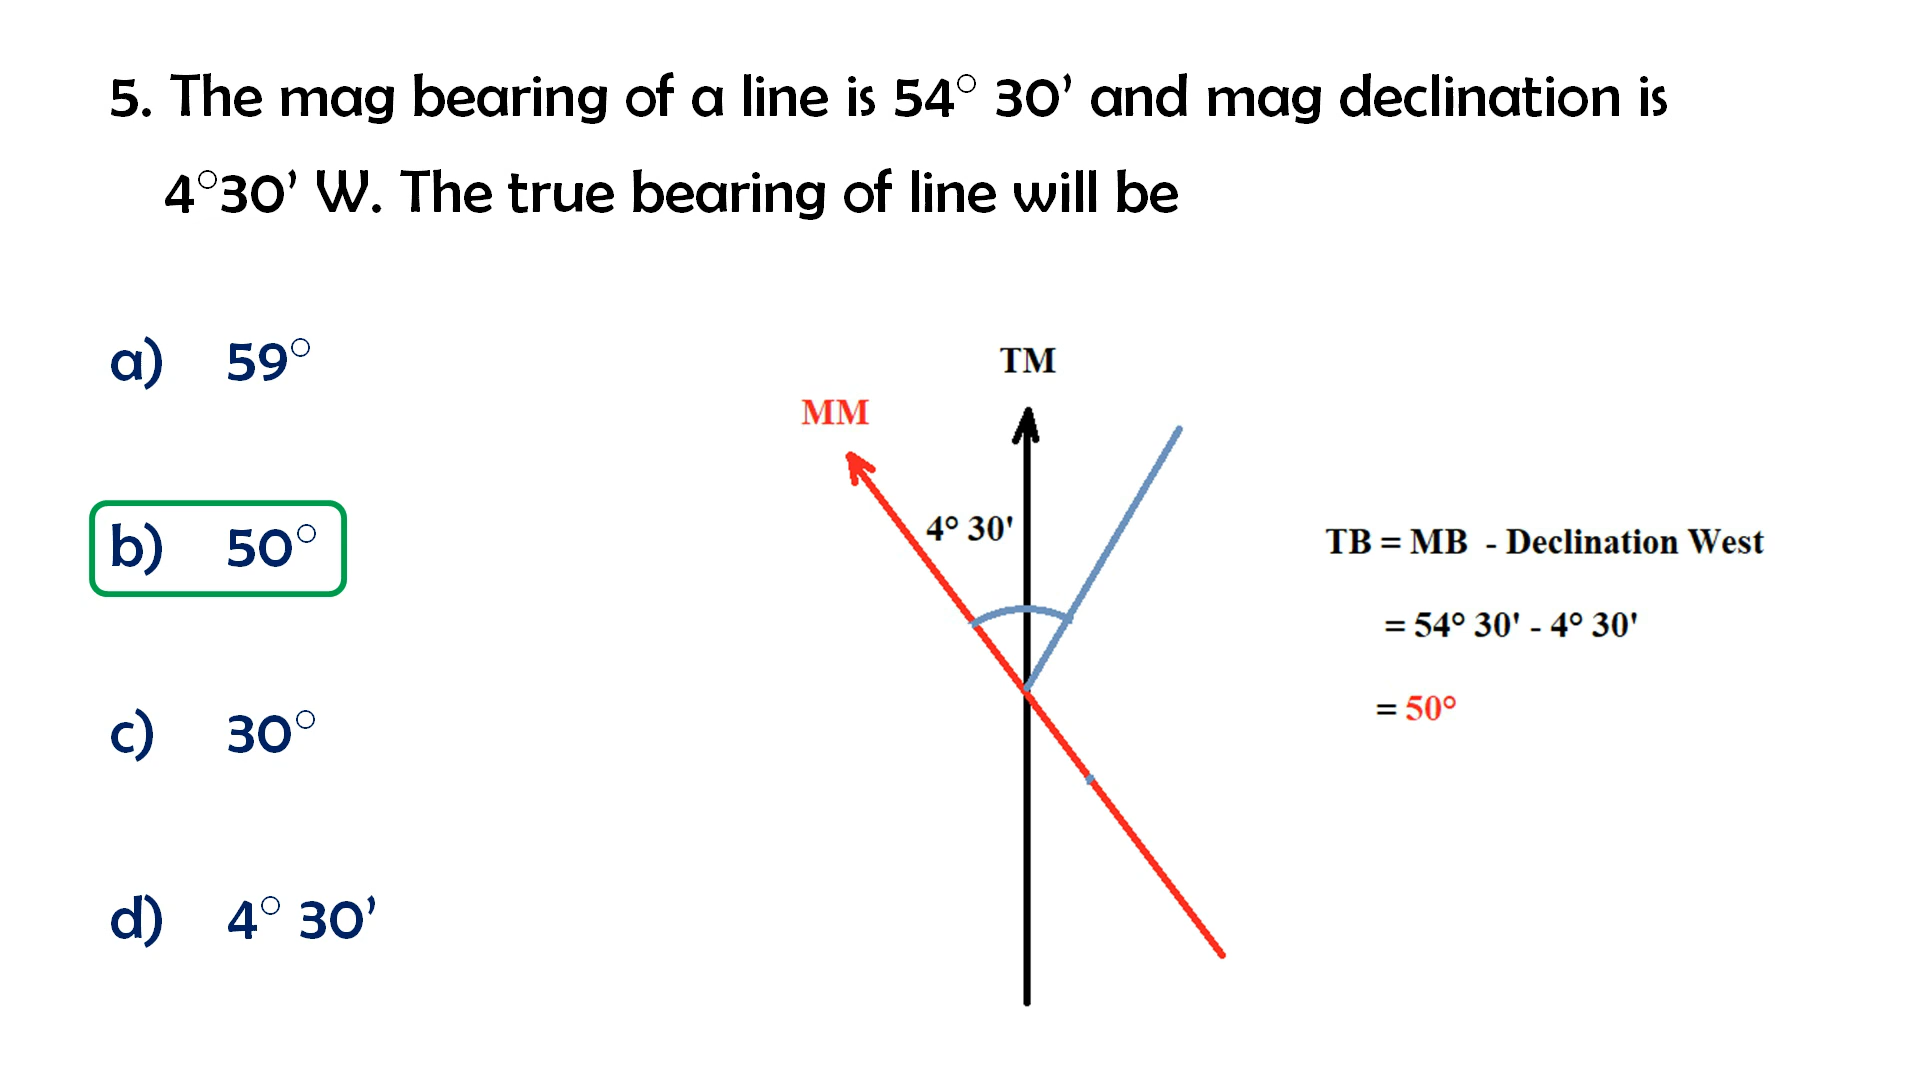 5. The mag bearing of a line is 54° 30’ and mag declination is
4°30’ W. The true bearing of line will be
a) 59°
b) 50°
c) 30°
d) 4° 30’
TM
MM
4° 30'
TB = MB - Declination West
= 54° 30' - 4° 30'
= 50°